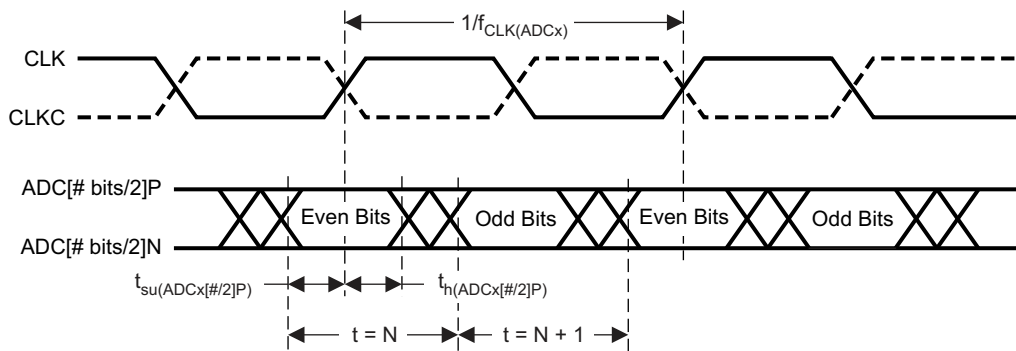 1/fCLK(ADCx)
CLK
CLKC
ADC[# bits/2]P
Even Bits
Odd Bits
Even Bits
Odd Bits
ADC[# bits/2]N
tsu(ADCx[#/2]P)
th(ADCx[#/2]P)
t = N
t = N + 1